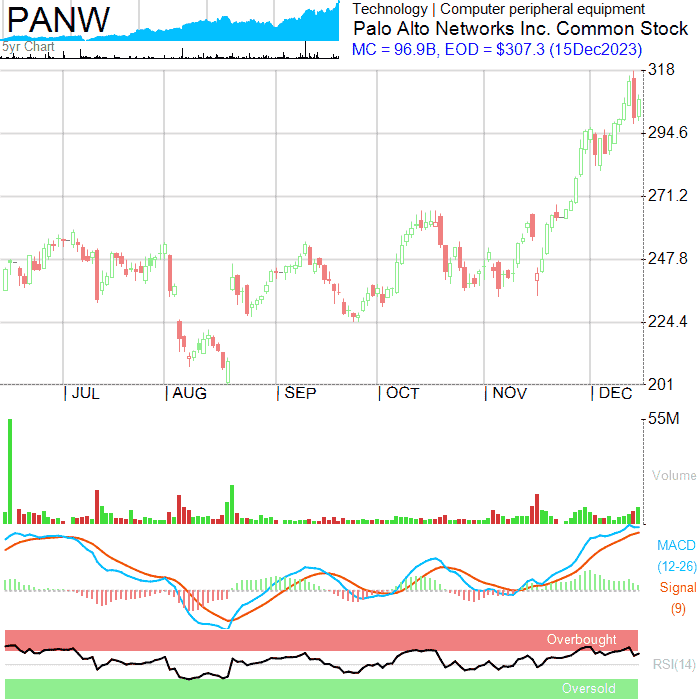 PANW
5yr Chart
Technology | Computer peripheral equipment
Palo Alto Networks Inc. Common Stock
MC = 96.9B, EOD = $307.3 (15Dec2023)
318
294.6
271.2
247.8
224.4
201
JUL AUG SEP OCT NOV DEC
55M
Volume
MACD
(12-26)
Signal
(9)
Overbought
RSI(14)
Oversold